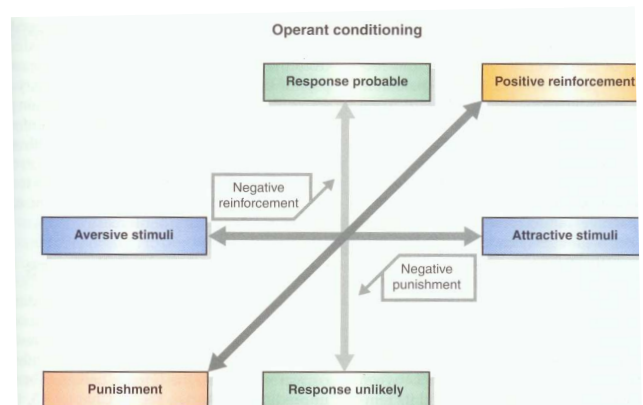 Operant conditioning
Response probable
Positive reinforcement
Negative
reinforcement
Aversive stimuli
Attractive stimuli
Negative
punishment
Punishment
Response unlikely